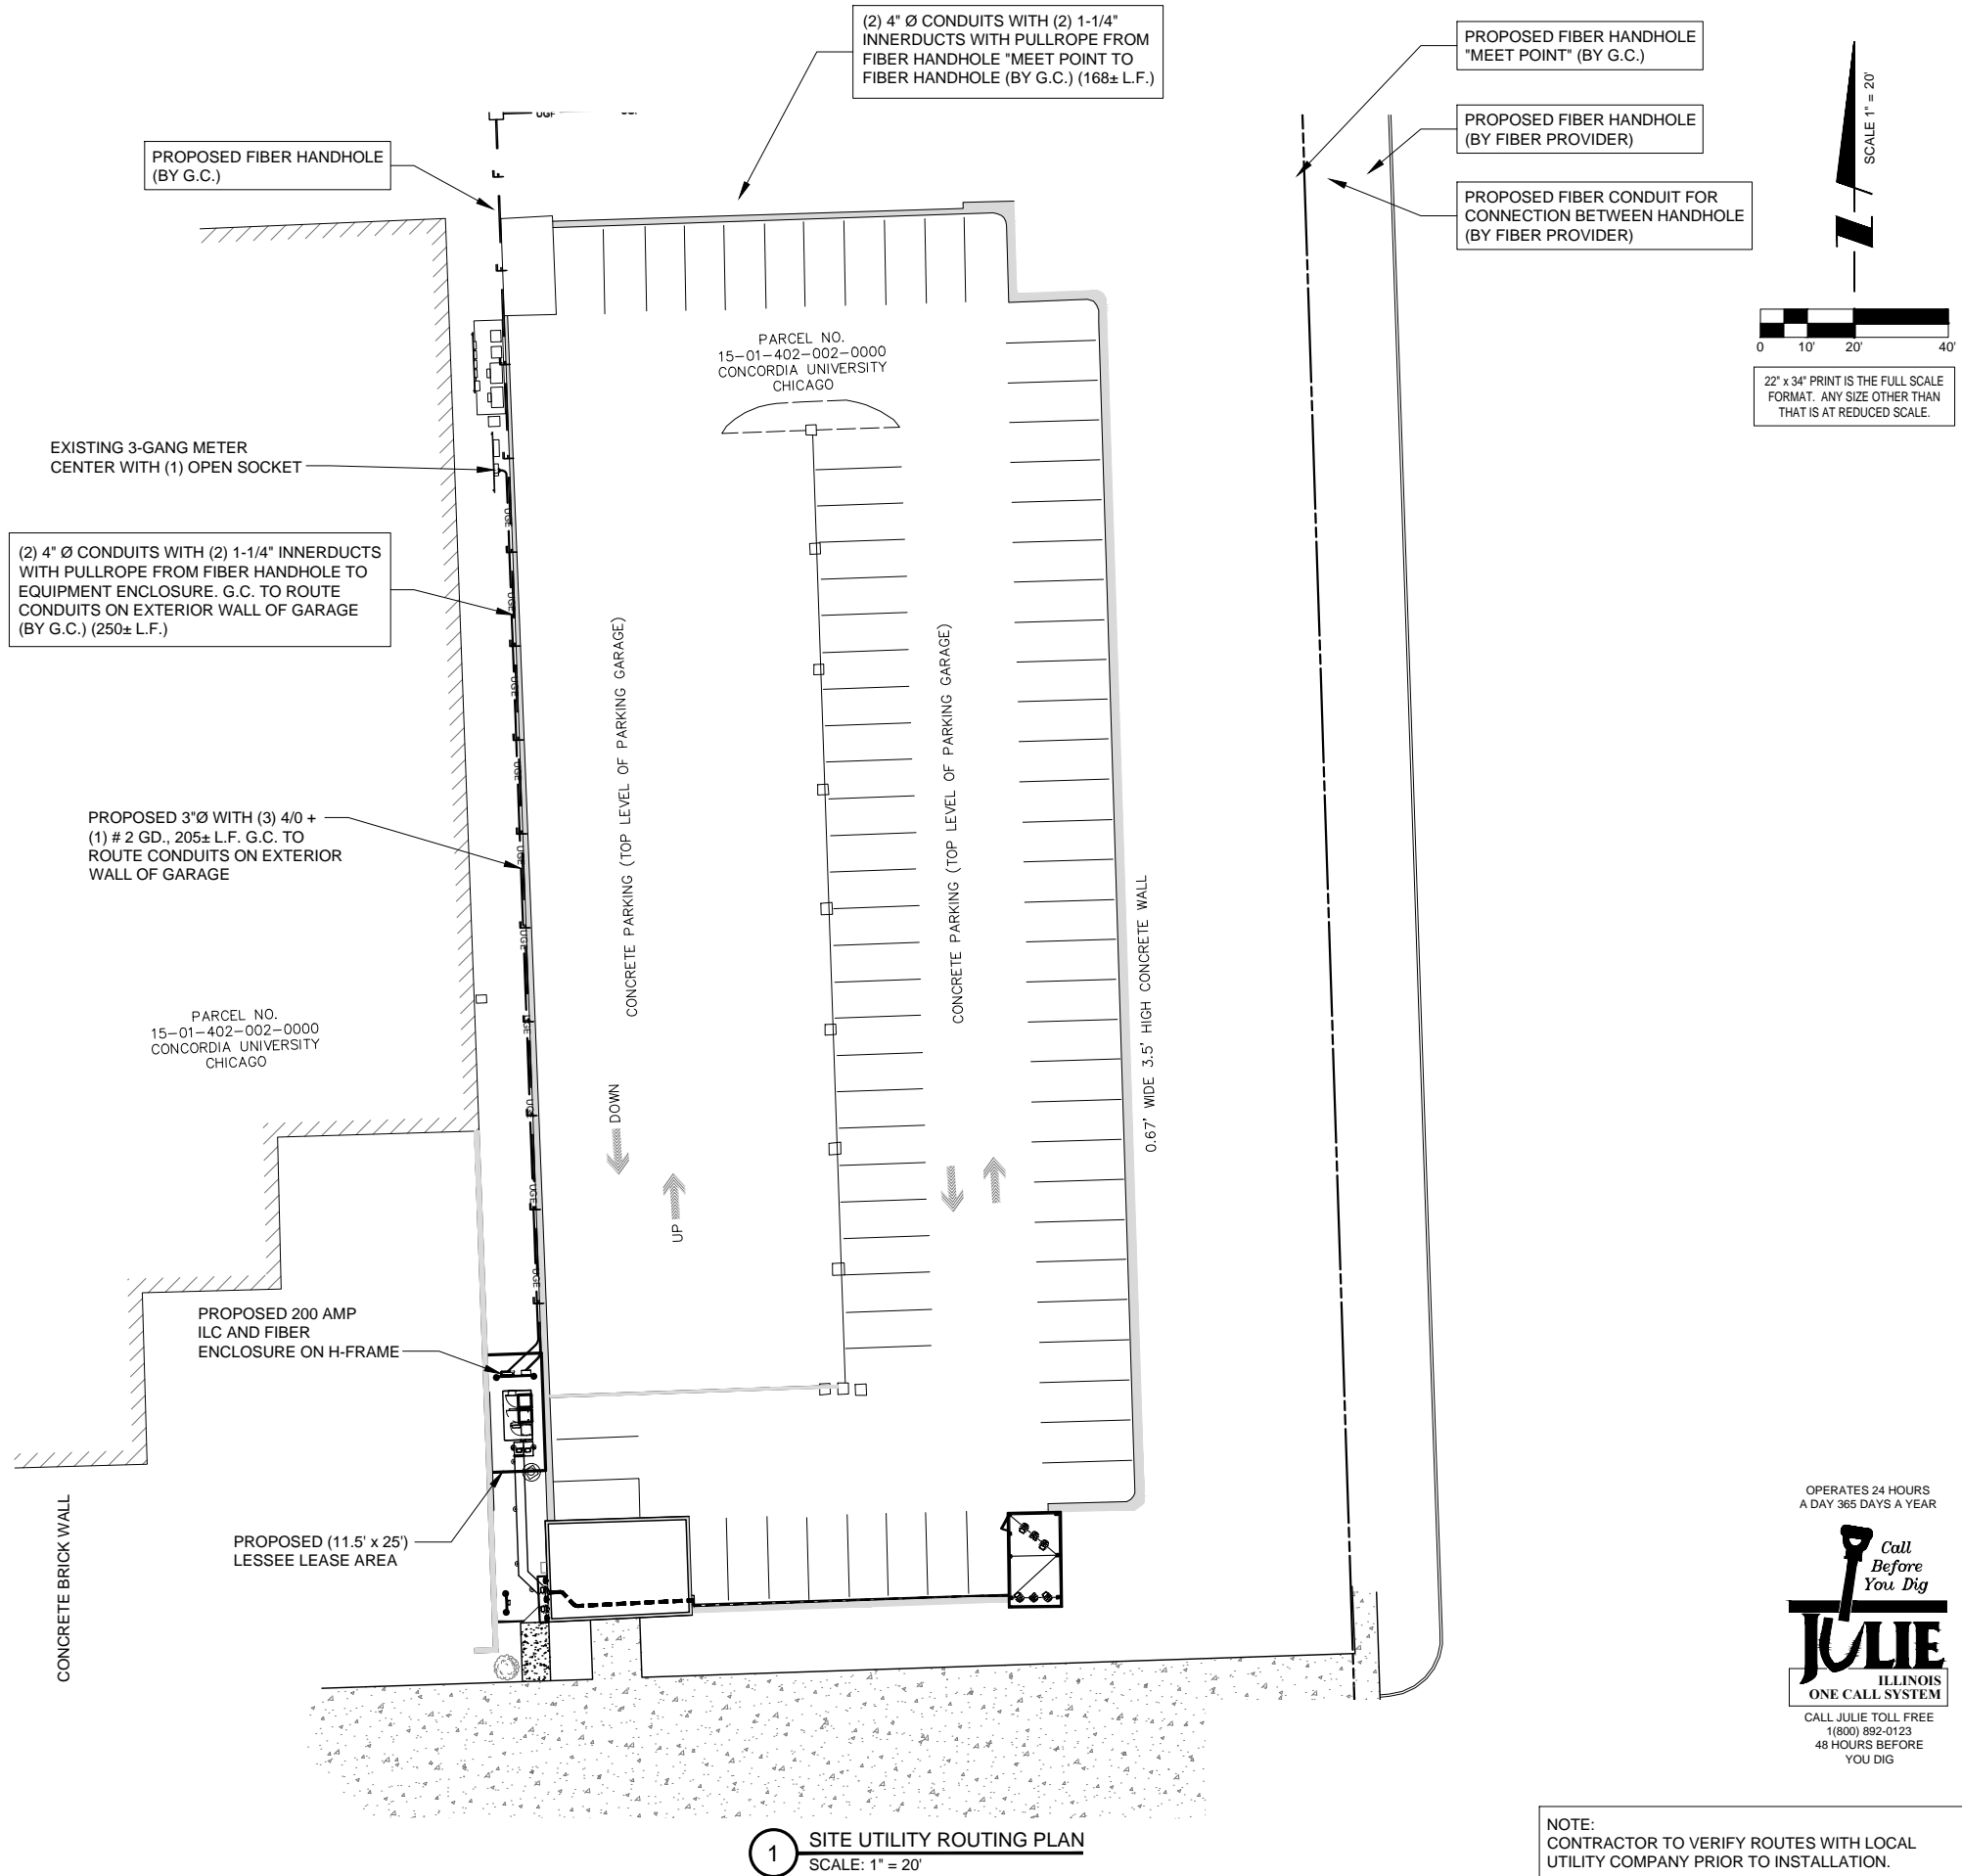 (2) 4" Ø CONDUITS WITH (2) 1-1/4"
INNERDUCTS WITH PULLROPE FROM
FIBER HANDHOLE "MEET POINT TO
FIBER HANDHOLE (BY G.C.) (168± L.F.)
PROPOSED FIBER HANDHOLE
"MEET POINT" (BY G.C.)
PROPOSED FIBER HANDHOLE
(BY FIBER PROVIDER)
PROPOSED FIBER CONDUIT FOR
CONNECTION BETWEEN HANDHOLE
(BY FIBER PROVIDER)
SCALE 1" = 20'
N
0 10' 20' 40'
22" x 34" PRINT IS THE FULL SCALE
FORMAT. ANY SIZE OTHER THAN
THAT IS AT REDUCED SCALE.
PROPOSED FIBER HANDHOLE
(BY G.C.)
UGF
F
F
PARCEL NO.
15-01-402-002-0000
CONCORDIA UNIVERSITY
CHICAGO
EXISTING 3-GANG METER
CENTER WITH (1) OPEN SOCKET
(2) 4" Ø CONDUITS WITH (2) 1-1/4" INNERDUCTS
WITH PULLROPE FROM FIBER HANDHOLE TO
EQUIPMENT ENCLOSURE. G.C. TO ROUTE
CONDUITS ON EXTERIOR WALL OF GARAGE
(BY G.C.) (250± L.F.)
UGE
UGE
UGE
UGE
UGE
UGE
UGE
UGE
UGE
UGE
CONCRETE PARKING (TOP LEVEL OF PARKING GARAGE)
CONCRETE PARKING (TOP LEVEL OF PARKING GARAGE)
PROPOSED 3"Ø WITH (3) 4/0 +
(1) # 2 GD., 205± L.F. G.C. TO
ROUTE CONDUITS ON EXTERIOR
WALL OF GARAGE
0.67' WIDE 3.5' HIGH CONCRETE WALL
PARCEL NO.
15-01-402-002-0000
CONCORDIA UNIVERSITY
CHICAGO
DOWN
UP
PROPOSED 200 AMP
ILC AND FIBER
ENCLOSURE ON H-FRAME
PROPOSED (11.5' x 25')
LESSEE LEASE AREA
CONCRETE BRICK WALL
OPERATES 24 HOURS
A DAY 365 DAYS A YEAR
Call
Before
You Dig
JULIE
ILLINOIS
ONE CALL SYSTEM
CALL JULIE TOLL FREE
1(800) 892-0123
48 HOURS BEFORE
YOU DIG
1 SITE UTILITY ROUTING PLAN
SCALE: 1" = 20'
NOTE:
CONTRACTOR TO VERIFY ROUTES WITH LOCAL
UTILITY COMPANY PRIOR TO INSTALLATION.